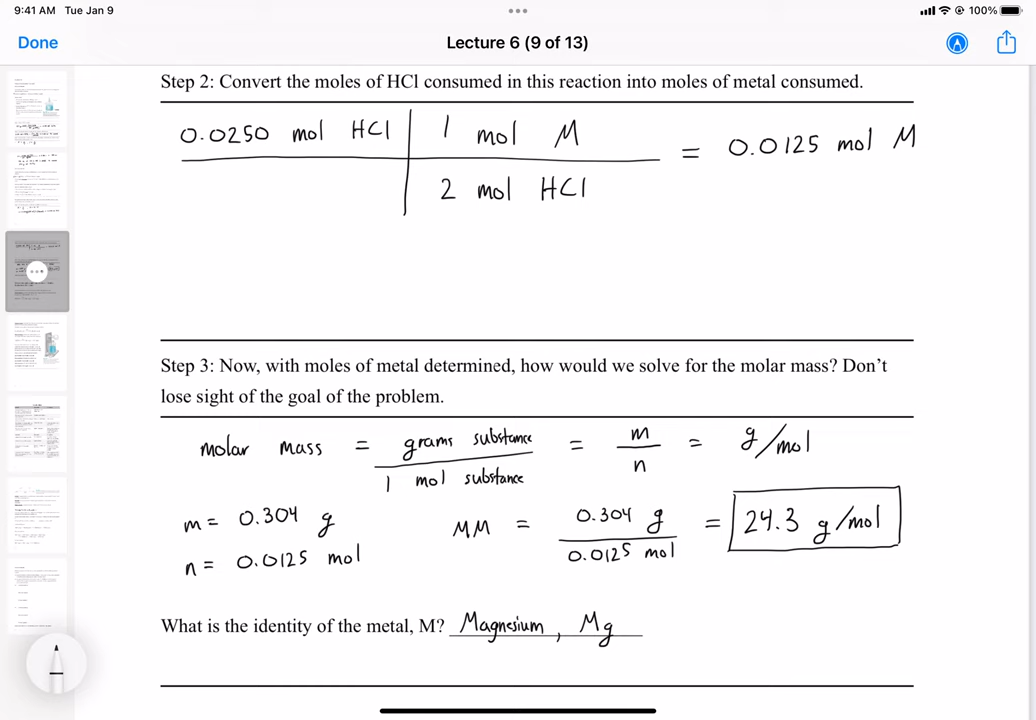 9:41 AM Tue Jan 9
100%
Done
Lecture 6 (9 of 13)
Step 2: Convert the moles of HCl consumed in this reaction into moles of metal consumed.
0.0250 mol HCl | 1 mol M
2 mol HCl
= 0.0125 mol M
Step 3: Now, with moles of metal determined, how would we solve for the molar mass? Don't
lose sight of the goal of the problem.
molar mass = grams substance / 1 mol substance = m / n = g/mol
m = 0.304 g
n = 0.0125 mol
MM = 0.304 g / 0.0125 mol = 24.3 g/mol
What is the identity of the metal, M? Magnesium, Mg